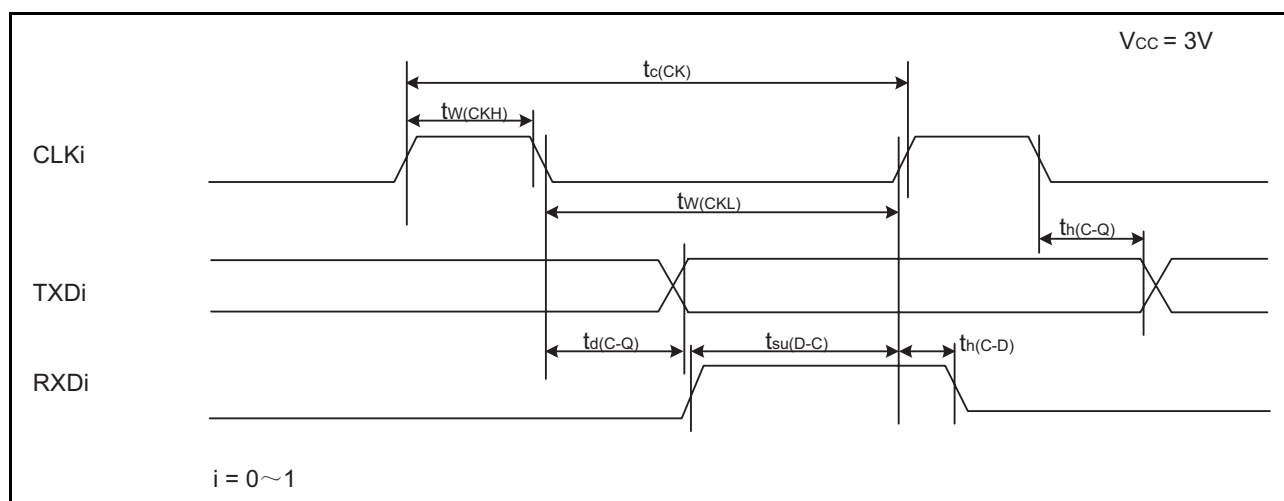 VCC = 3V
tc(CK)
tW(CKH)
CLKi
tW(CKL)
th(C-Q)
TXDi
td(C-Q)
tsu(D-C)
th(C-D)
RXDi
i = 0～1